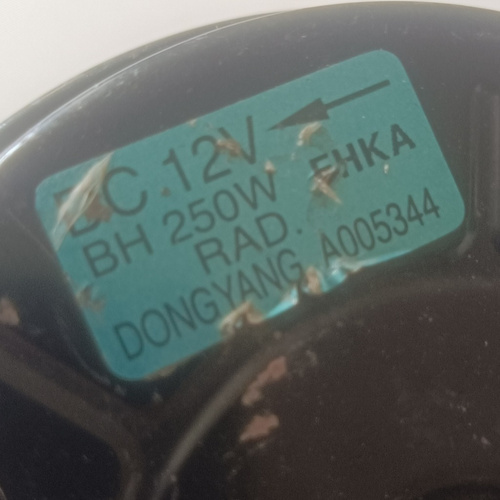 DC 12V
BH 250W EHKA
RAD.
DONGYANG A005344